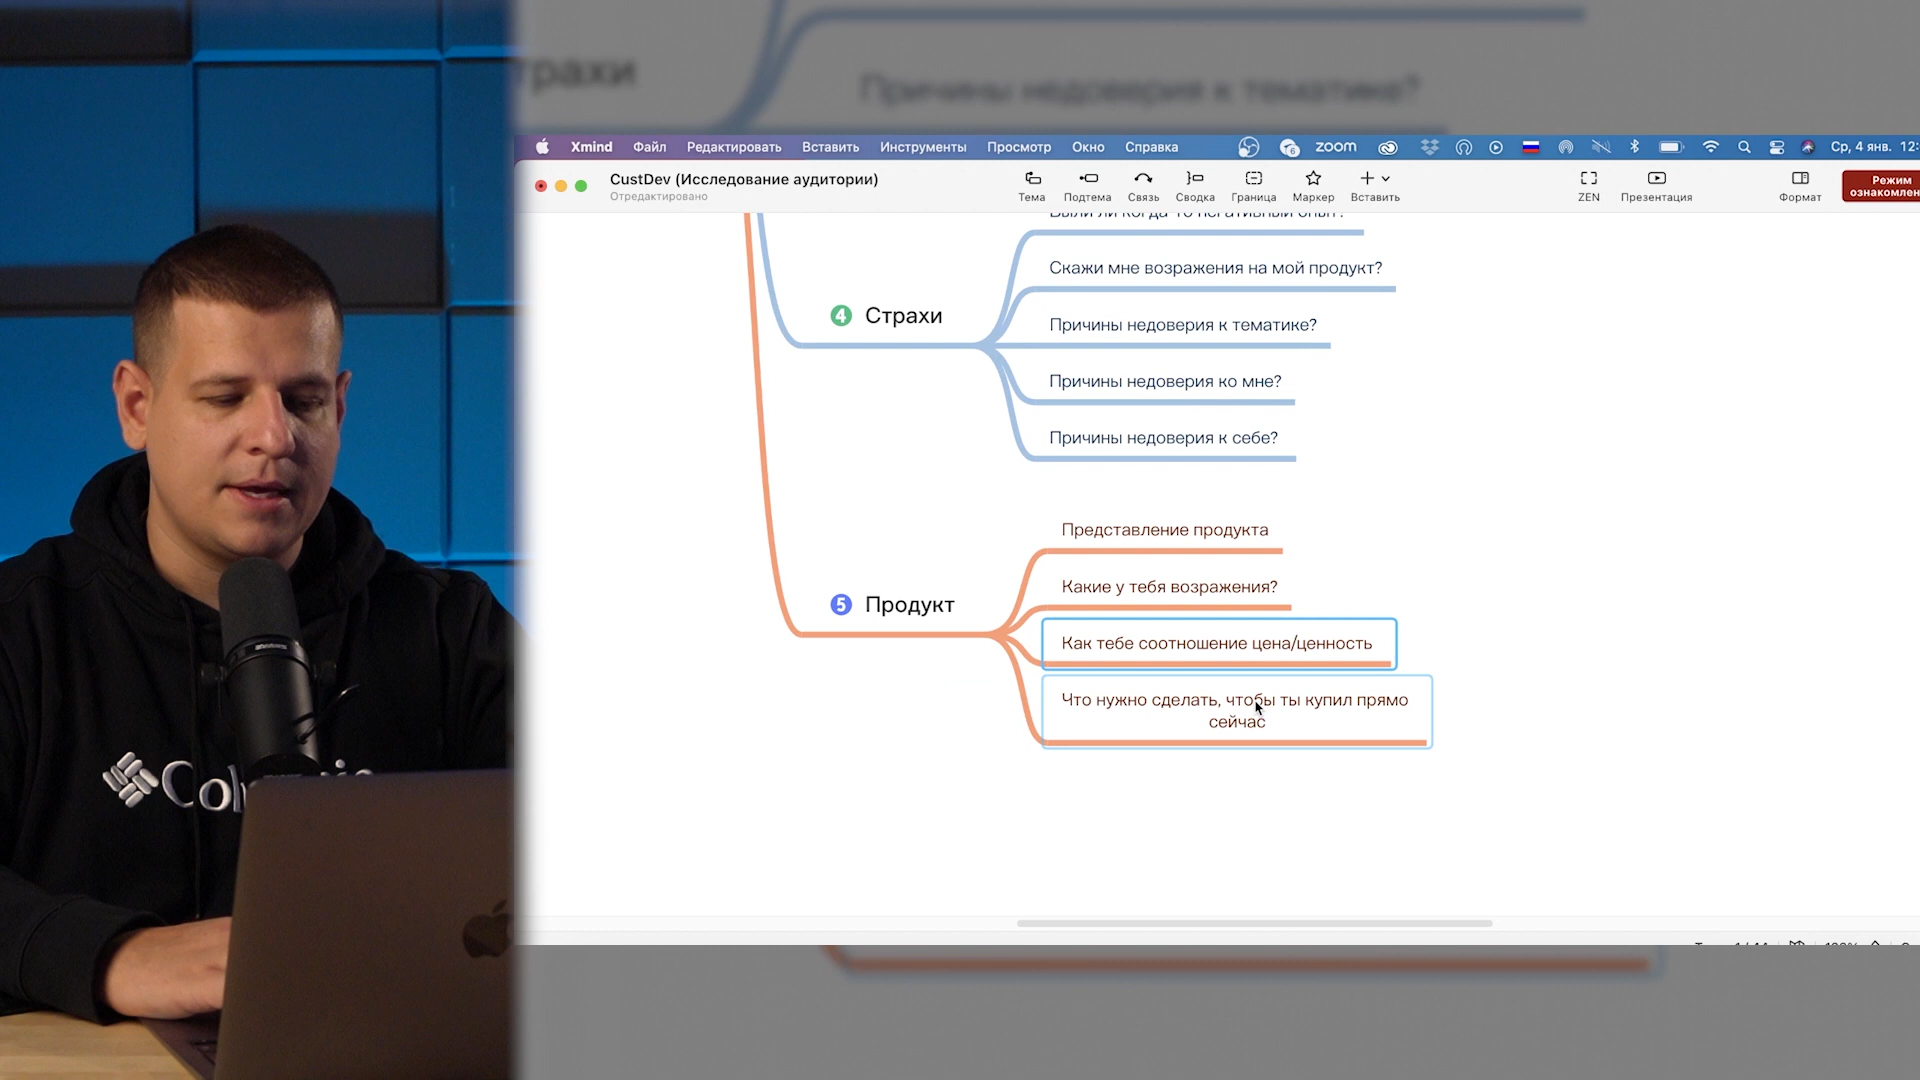 Причины недоверия к тематике?
Xmind Файл Редактировать Вставить Инструменты Просмотр Окно Справка zoom Ср, 4 янв.
CustDev (Исследование аудитории)
Отредактировано
Тема Подтема Связь Сводка Граница Маркер Вставить ZEN Презентация Формат
Режим
Скажи мне возражения на мой продукт?
4 Страхи
Причины недоверия к тематике?
Причины недоверия ко мне?
Причины недоверия к себе?
Представление продукта
Какие у тебя возражения?
5 Продукт
Как тебе соотношение цена/ценность
Что нужно сделать, чтобы ты купил прямо
сейчас